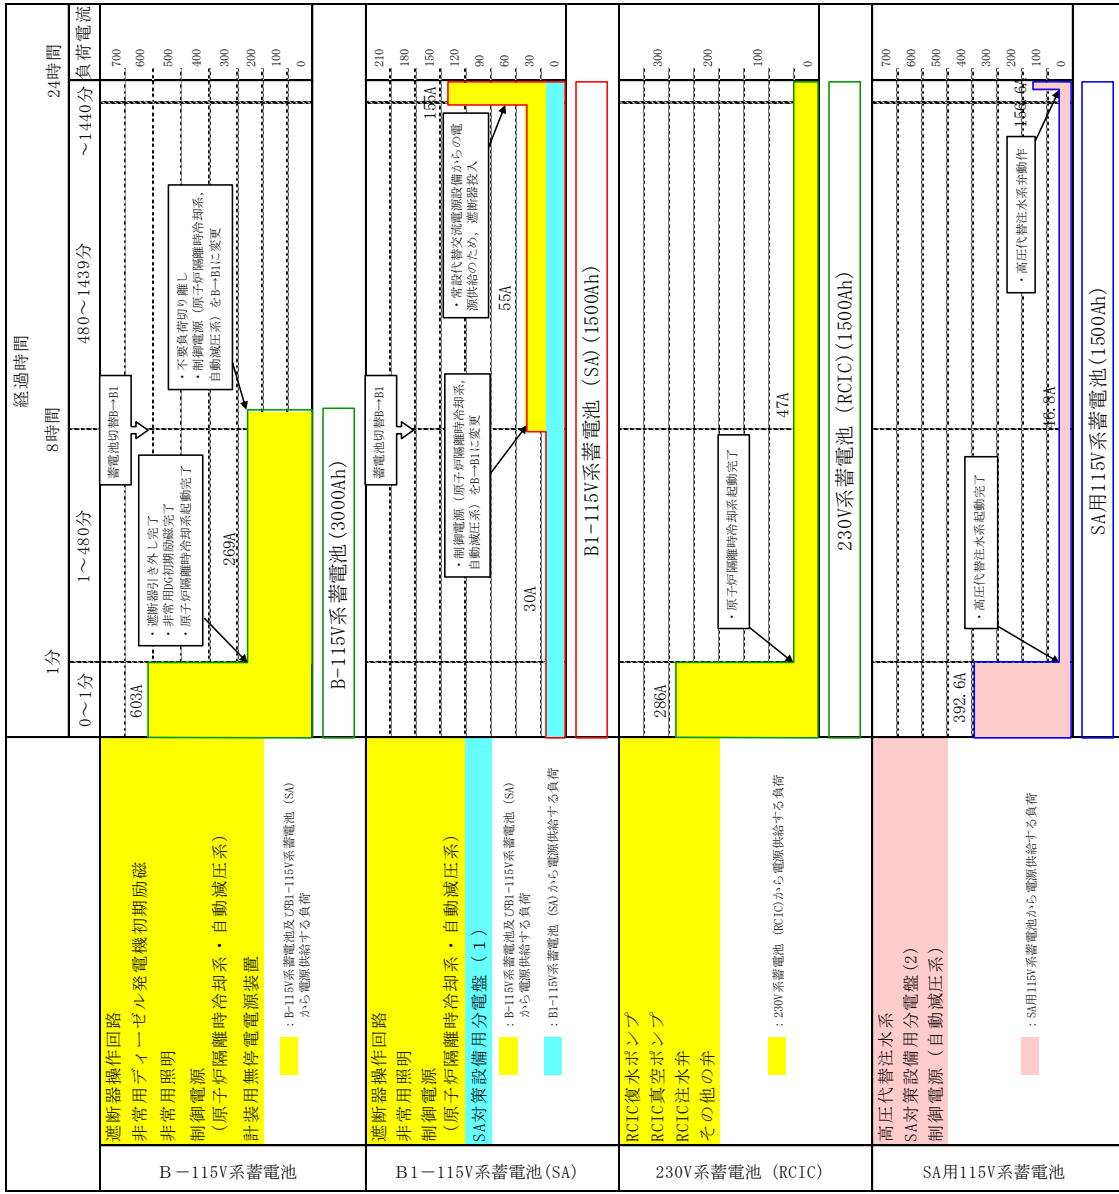 経過時間
1分
8時間
24時間
0～1分
1～480分
480～1439分
～1440分
負荷電流
B－115V系蓄電池
遮断器操作回路
非常用ディーゼル発電機初期励磁
非常用照明
制御電源
(原子炉隔離時冷却系・自動減圧系)
計装用無停電電源装置
：B-115V系蓄電池及びB1-115V系蓄電池 (SA)
から電源供給する負荷
603A
269A
・遮断器引き外し完了
・非常用DG初期励磁完了
・原子炉隔離時冷却系起動完了
蓄電池切替B→B1
・不要負荷切り離し
・制御電源（原子炉隔離時冷却系，
自動減圧系）をB→B1に変更
700
600
500
400
300
200
100
0
B-115V系蓄電池(3000Ah)
B1－115V系蓄電池(SA)
遮断器操作回路
非常用照明
制御電源
(原子炉隔離時冷却系・自動減圧系)
SA対策設備用分電盤（１）
：B-115V系蓄電池及びB1-115V系蓄電池 (SA)
から電源供給する負荷
：B1-115V系蓄電池 (SA)から電源供給する負荷
30A
55A
155A
蓄電池切替B→B1
・制御電源（原子炉隔離時冷却系，
自動減圧系）をB→B1に変更
・常設代替交流電源設備からの電
源供給のため，遮断器投入
210
180
150
120
90
60
30
0
B1-115V系蓄電池 (SA)(1500Ah)
230V系蓄電池 (RCIC)
RCIC復水ポンプ
RCIC真空ポンプ
RCIC注水弁
その他の弁
：230V系蓄電池 (RCIC)から電源供給する負荷
286A
47A
・原子炉隔離時冷却系起動完了
300
200
100
0
230V系蓄電池 (RCIC)(1500Ah)
SA用115V系蓄電池
高圧代替注水系
SA対策設備用分電盤(2)
制御電源（自動減圧系）
：SA用115V系蓄電池から電源供給する負荷
392.6A
46.8A
156.6A
・高圧代替注水系起動完了
・高圧代替注水系弁動作
700
600
500
400
300
200
100
0
SA用115V系蓄電池(1500Ah)